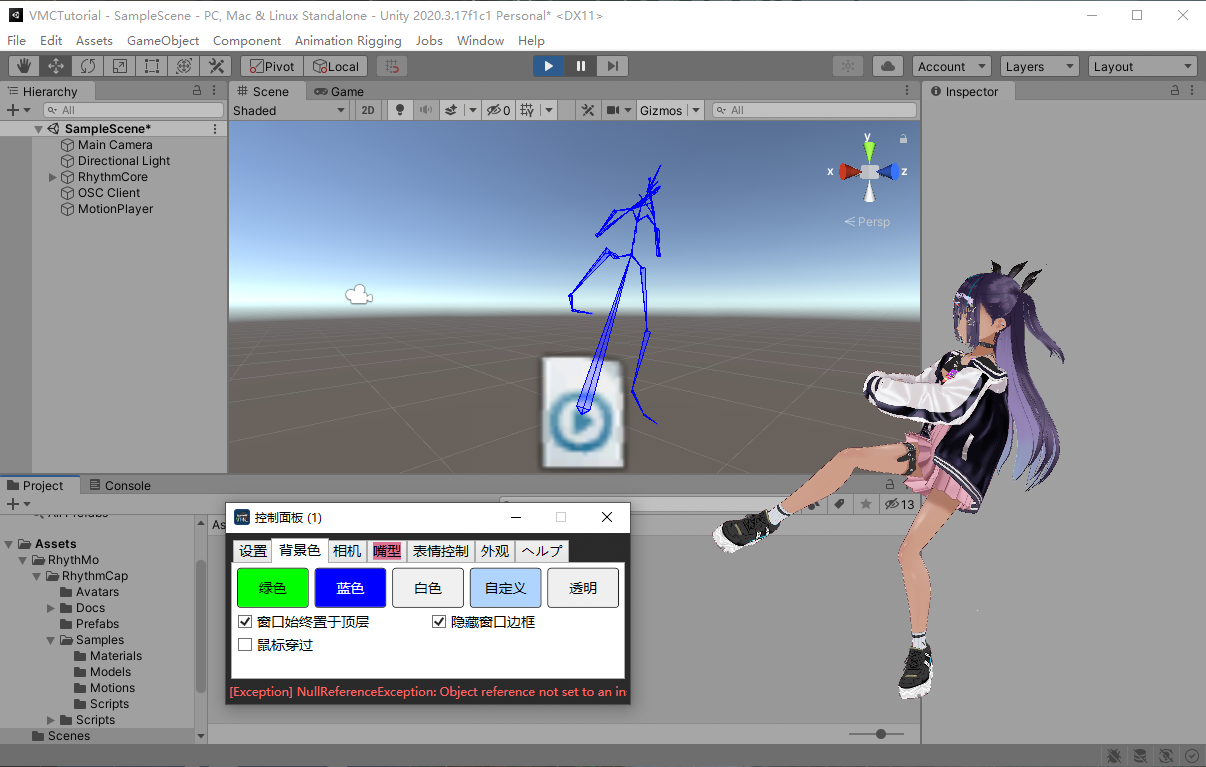 VMCTutorial - SampleScene - PC, Mac & Linux Standalone - Unity 2020.3.17f1c1 Personal* <DX11>
File Edit Assets GameObject Component Animation Rigging Jobs Window Help
Pivot Local Account Layers Layout
Hierarchy
All
SampleScene*
Main Camera
Directional Light
RhythmCore
OSC Client
MotionPlayer
Scene Game
Shaded 2D 0 Gizmos All
y
x z
Persp
Inspector
Project Console
13
Assets
RhythMo
RhythmCap
Avatars
Docs
Prefabs
Samples
Materials
Models
Motions
Scripts
Scripts
Scenes
As
控制面板 (1)
设置 背景色 相机 嘴型 表情控制 外观 ヘルプ
绿色 蓝色 白色 自定义 透明
窗口始终置于顶层 隐藏窗口边框
鼠标穿过
[Exception] NullReferenceException: Object reference not set to an in